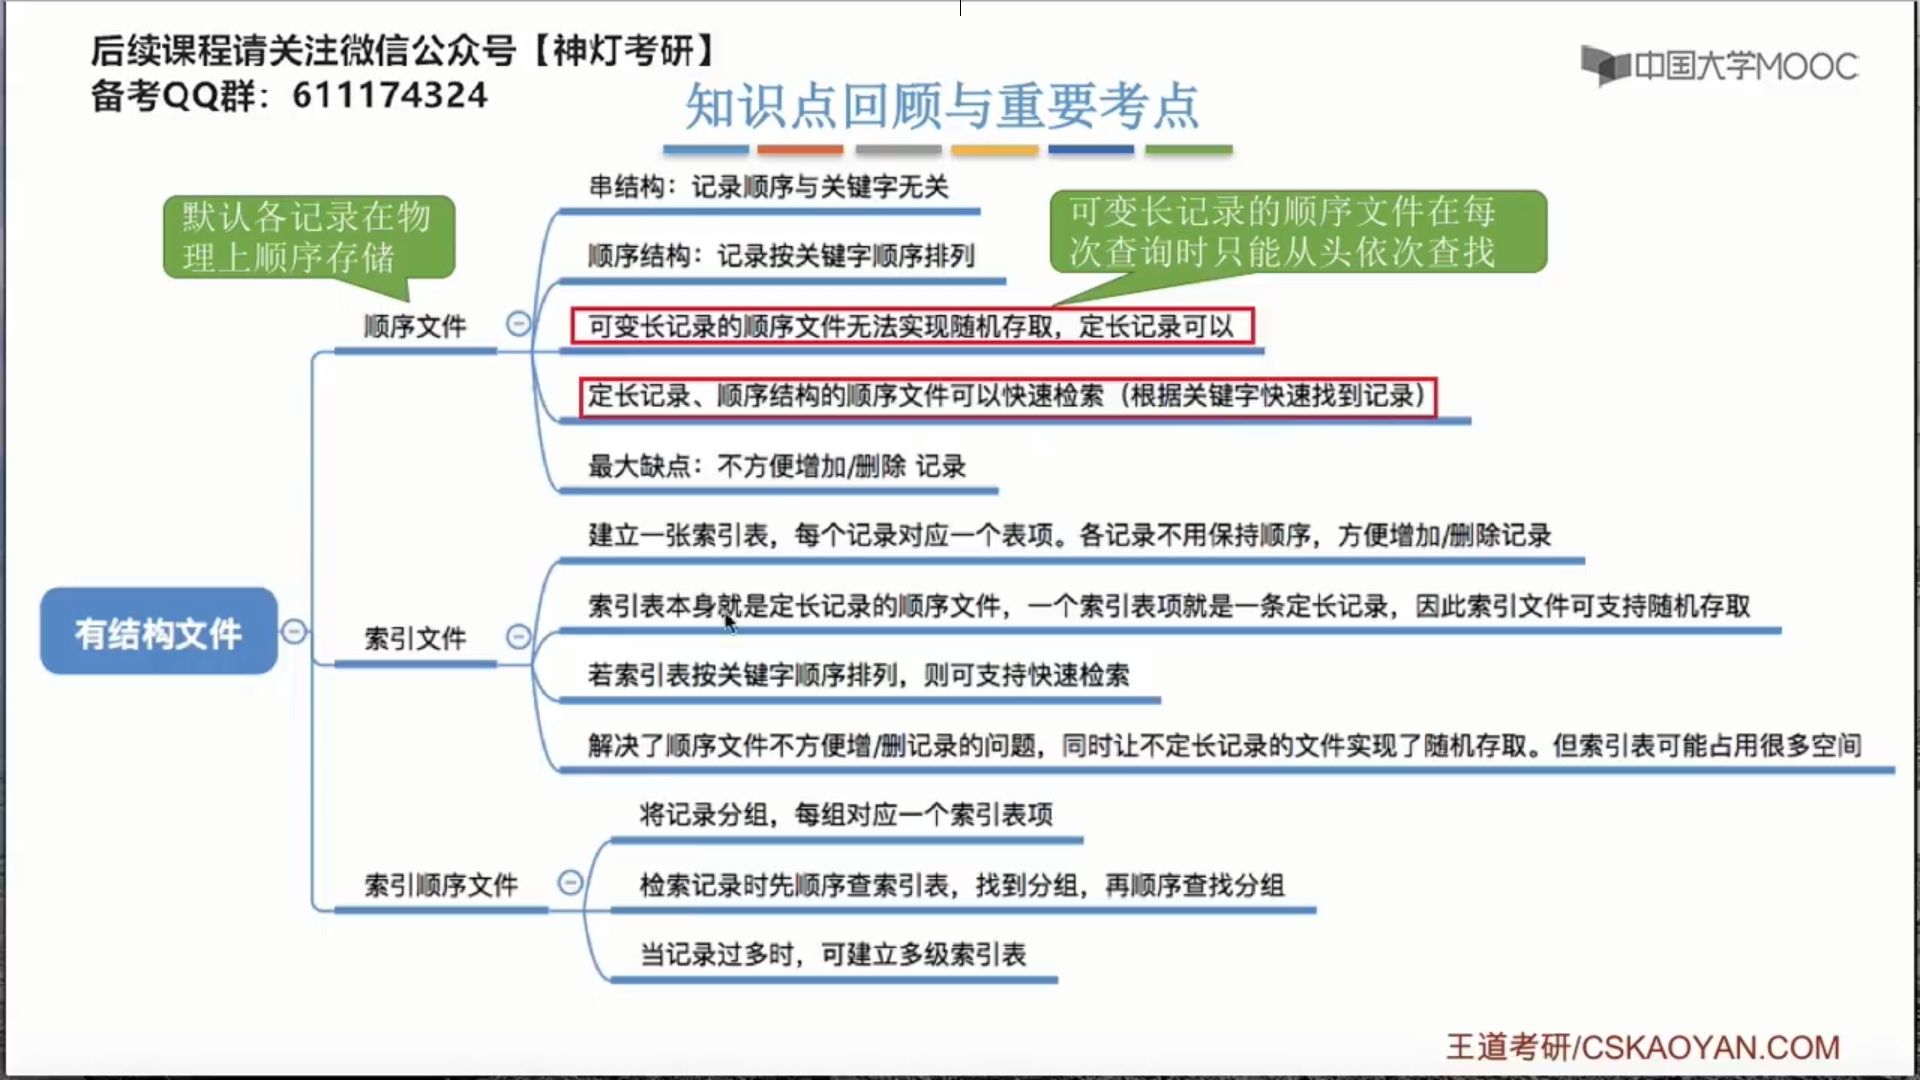 后续课程请关注微信公众号【神灯考研】
备考QQ群：611174324
中国大学MOOC
知识点回顾与重要考点
默认各记录在物
理上顺序存储
可变长记录的顺序文件在每
次查询时只能从头依次查找
有结构文件
顺序文件
串结构：记录顺序与关键字无关
顺序结构：记录按关键字顺序排列
可变长记录的顺序文件无法实现随机存取，定长记录可以
定长记录、顺序结构的顺序文件可以快速检索（根据关键字快速找到记录）
最大缺点：不方便增加/删除 记录
索引文件
建立一张索引表，每个记录对应一个表项。各记录不用保持顺序，方便增加/删除记录
索引表本身就是定长记录的顺序文件，一个索引表项就是一条定长记录，因此索引文件可支持随机存取
若索引表按关键字顺序排列，则可支持快速检索
解决了顺序文件不方便增/删记录的问题，同时让不定长记录的文件实现了随机存取。但索引表可能占用很多空间
索引顺序文件
将记录分组，每组对应一个索引表项
检索记录时先顺序查索引表，找到分组，再顺序查找分组
当记录过多时，可建立多级索引表
王道考研/CSKAOYAN.COM